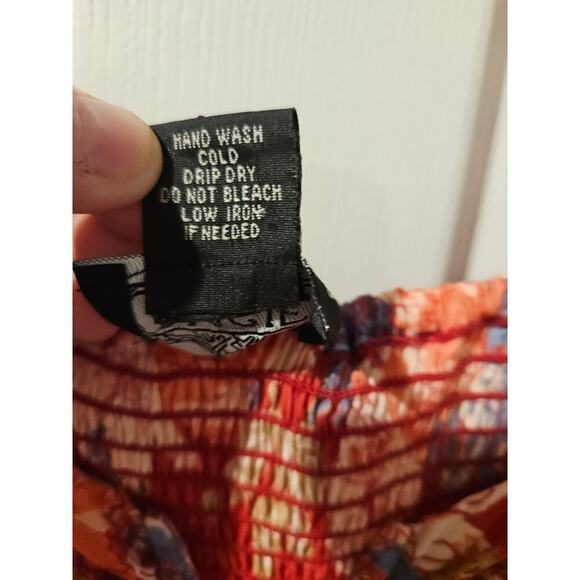 HAND WASH
COLD
DRIP DRY
DO NOT BLEACH
LOW IRON
IF NEEDED